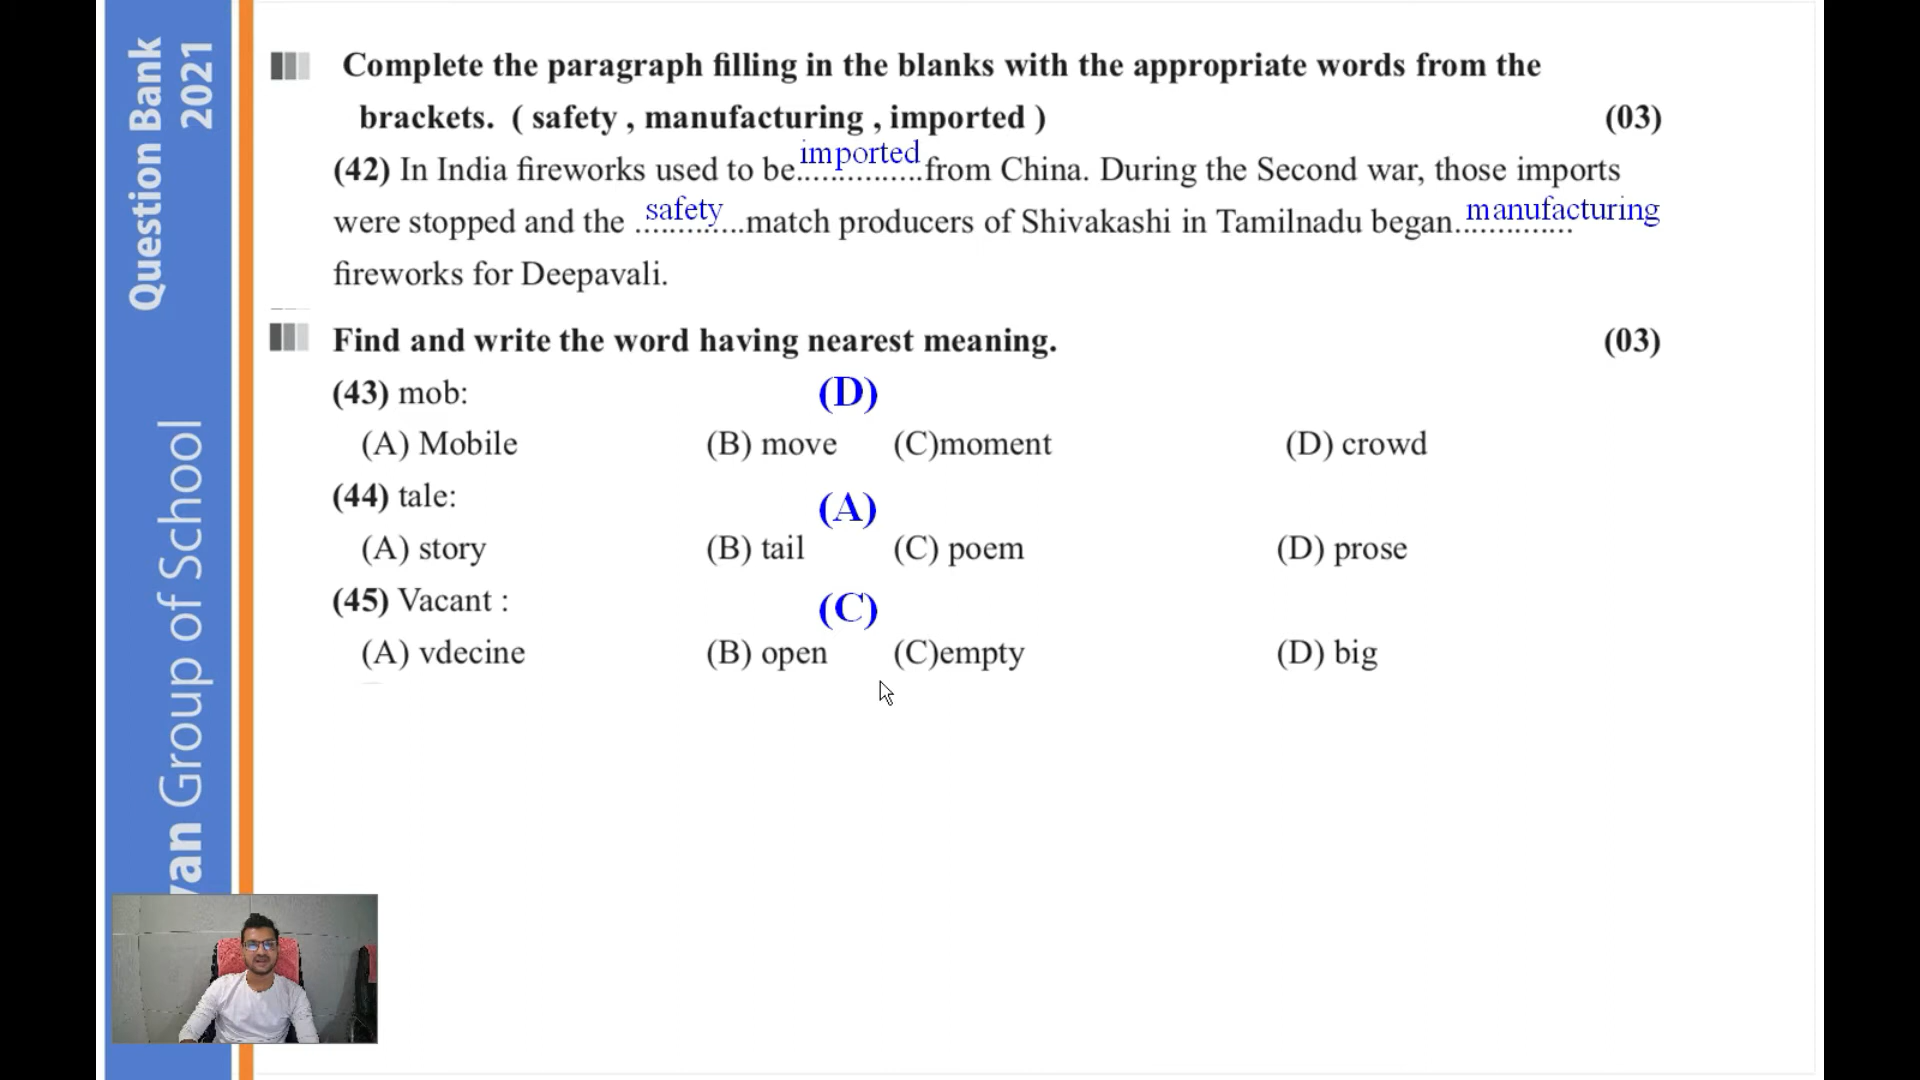 Question Bank
2021
van Group of School
Complete the paragraph filling in the blanks with the appropriate words from the
brackets. ( safety , manufacturing , imported ) (03)
(42) In India fireworks used to be...imported...from China. During the Second war, those imports
were stopped and the ...safety...match producers of Shivakashi in Tamilnadu began...manufacturing
fireworks for Deepavali.
Find and write the word having nearest meaning. (03)
(43) mob: (D)
(A) Mobile (B) move (C)moment (D) crowd
(44) tale: (A)
(A) story (B) tail (C) poem (D) prose
(45) Vacant : (C)
(A) vdecine (B) open (C)empty (D) big